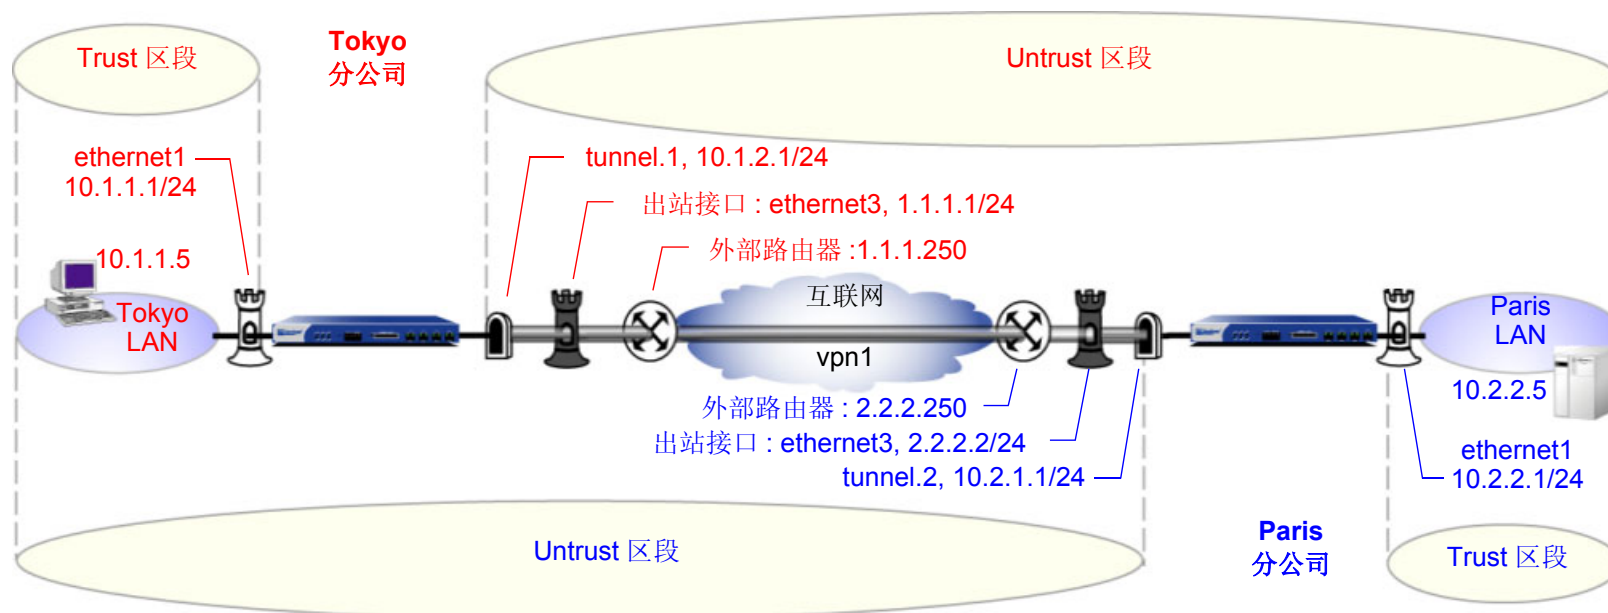 Trust 区段
Tokyo
分公司
Untrust 区段
ethernet1
10.1.1.1/24
tunnel.1, 10.1.2.1/24
出站接口 : ethernet3, 1.1.1.1/24
外部路由器 :1.1.1.250
10.1.1.5
Tokyo
LAN
互联网
vpn1
Paris
LAN
10.2.2.5
外部路由器 : 2.2.2.250
出站接口 : ethernet3, 2.2.2.2/24
tunnel.2, 10.2.1.1/24
ethernet1
10.2.2.1/24
Untrust 区段
Paris
分公司
Trust 区段